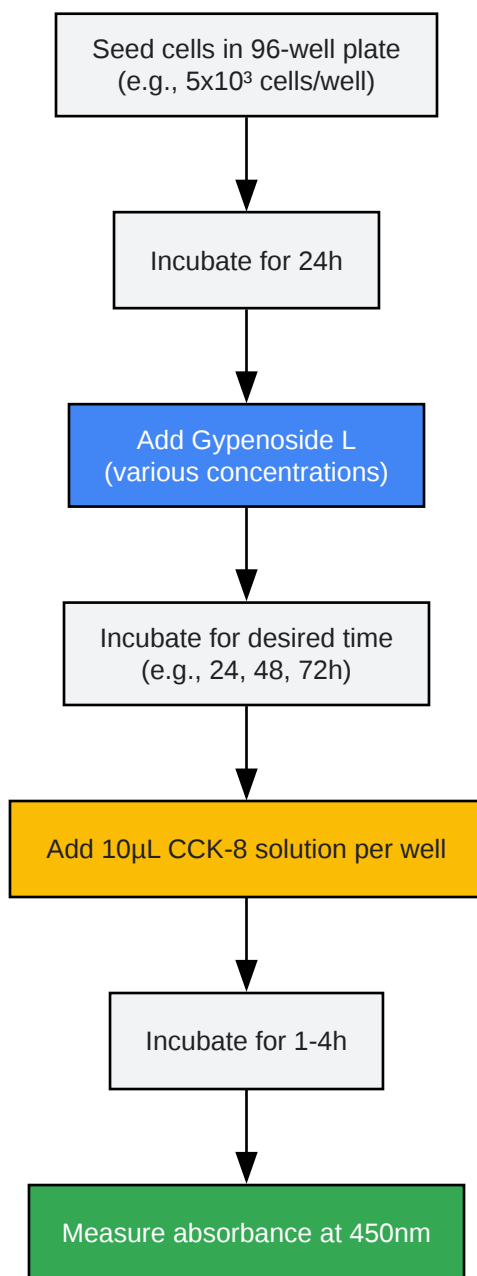 Seed cells in 96-well plate
(e.g., 5x10³ cells/well)
Incubate for 24h
Add Gypenoside L
(various concentrations)
Incubate for desired time
(e.g., 24, 48, 72h)
Add 10µL CCK-8 solution per well
Incubate for 1-4h
Measure absorbance at 450nm